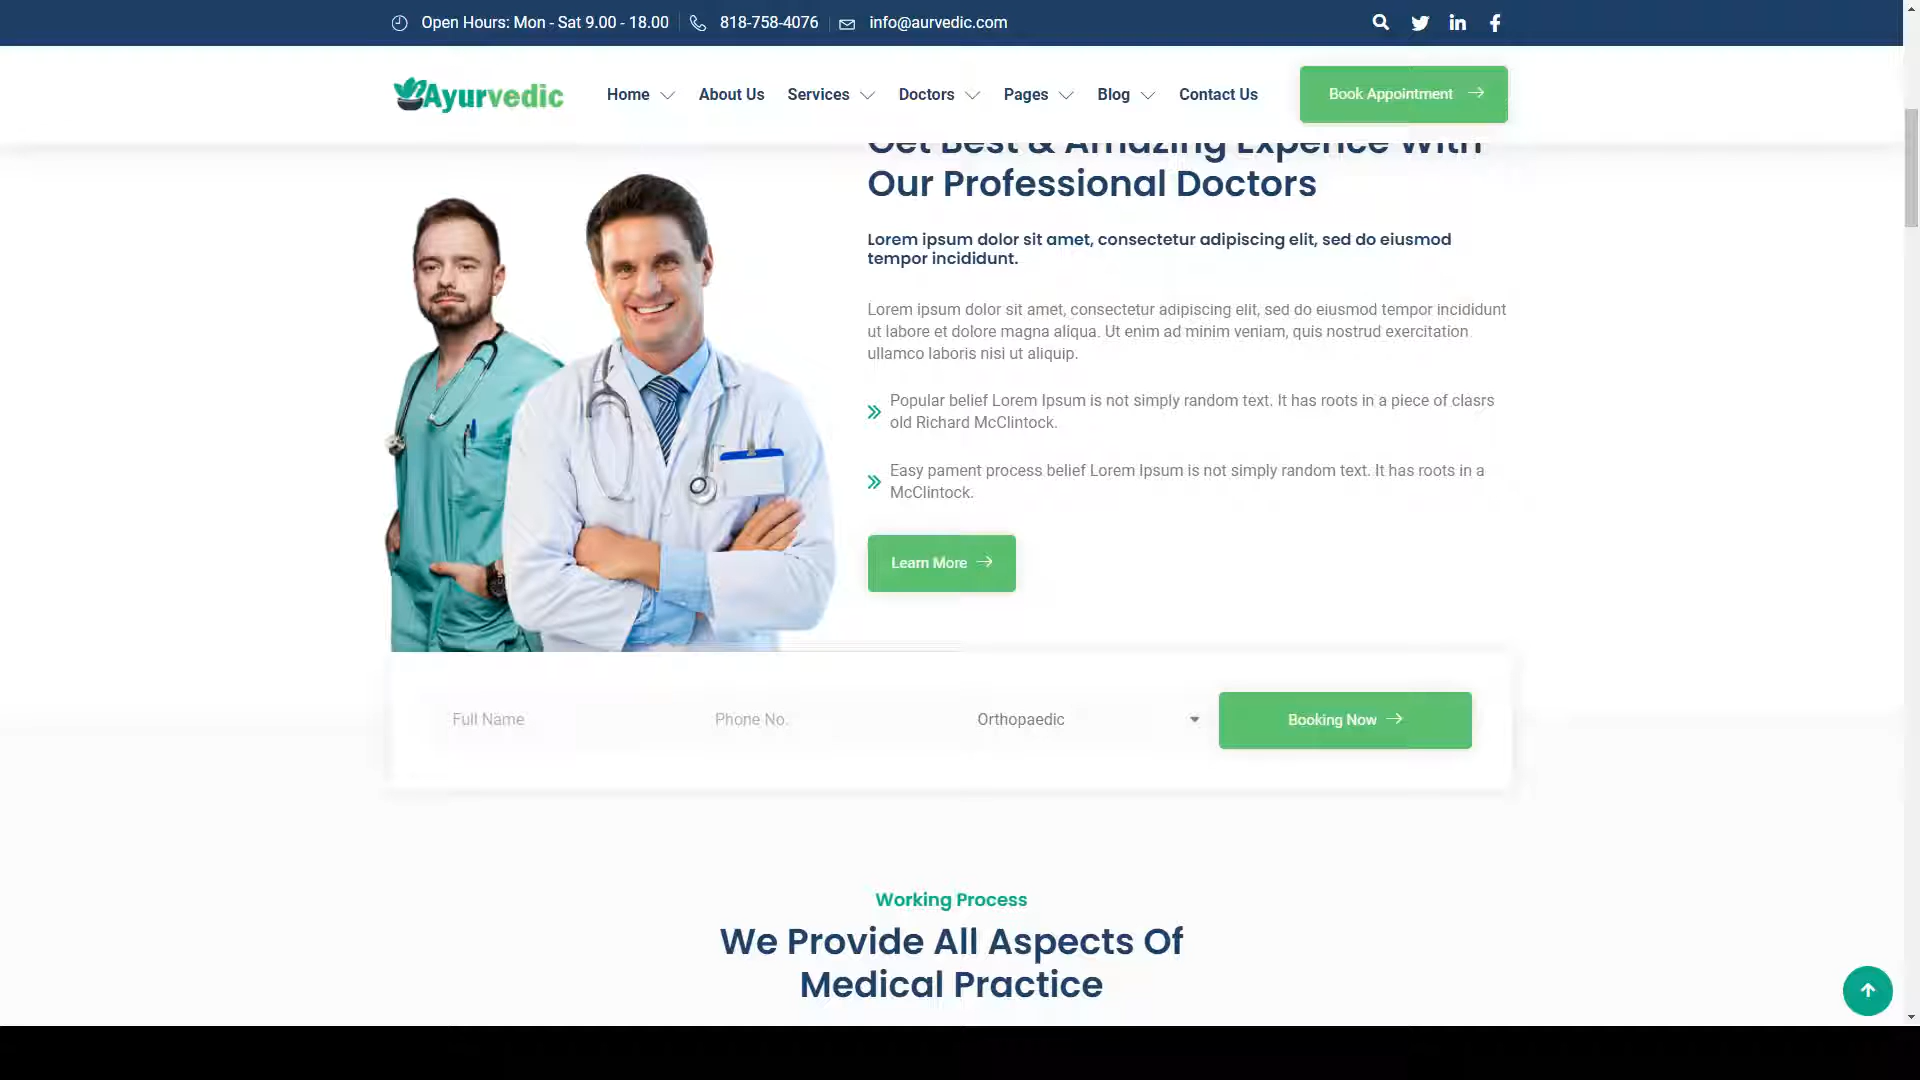 Open Hours: Mon - Sat 9.00 - 18.00
818-758-4076
info@aurvedic.com
Ayurvedic
Home
About Us
Services
Doctors
Pages
Blog
Contact Us
Book Appointment
Get Best & Amazing Experice With
Our Professional Doctors
Lorem ipsum dolor sit amet, consectetur adipiscing elit, sed do eiusmod
tempor incididunt.
Lorem ipsum dolor sit amet, consectetur adipiscing elit, sed do eiusmod tempor incididunt
ut labore et dolore magna aliqua. Ut enim ad minim veniam, quis nostrud exercitation
ullamco laboris nisi ut aliquip.
Popular belief Lorem Ipsum is not simply random text. It has roots in a piece of clasrs
old Richard McClintock.
Easy pament process belief Lorem Ipsum is not simply random text. It has roots in a
McClintock.
Learn More
Full Name
Phone No.
Orthopaedic
Booking Now
Working Process
We Provide All Aspects Of
Medical Practice